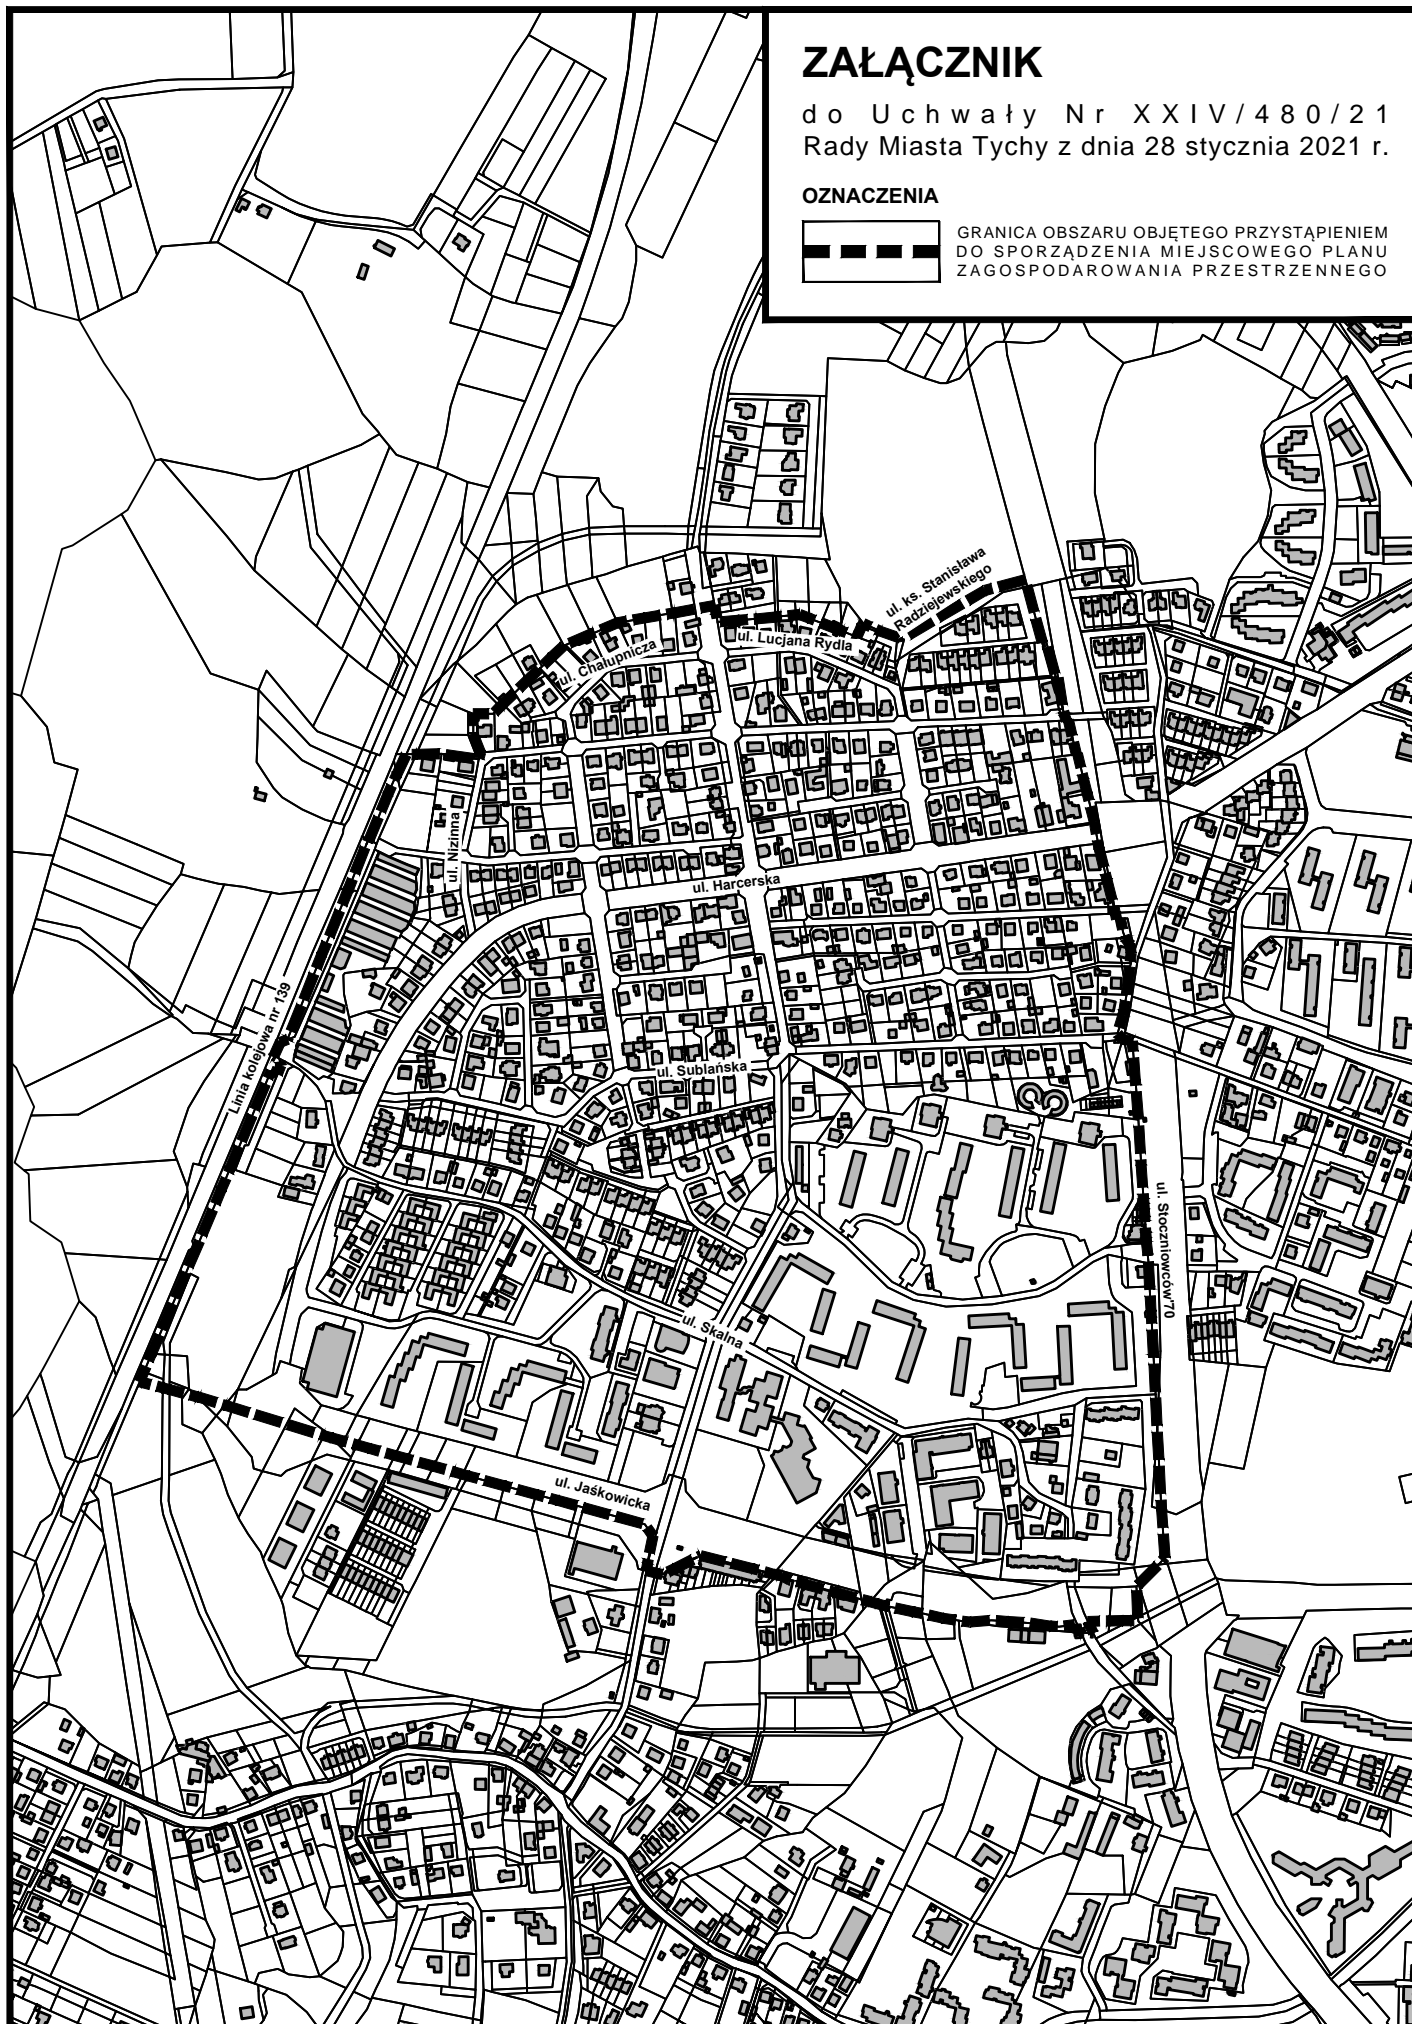 ZAŁĄCZNIK
do Uchwały Nr XXIV/480/21
Rady Miasta Tychy z dnia 28 stycznia 2021 r.
OZNACZENIA
GRANICA OBSZARU OBJĘTEGO PRZYSTĄPIENIEM
DO SPORZĄDZENIA MIEJSCOWEGO PLANU
ZAGOSPODAROWANIA PRZESTRZENNEGO
ul. ks. Stanisława
Radziejewskiego
ul. Lucjana Rydla
ul. Chałupnicza
ul. Nizinna
ul. Harcerska
Linia kolejowa nr 139
ul. Sublańska
ul. Stoczniowców'70
ul. Skalna
ul. Jaśkowicka